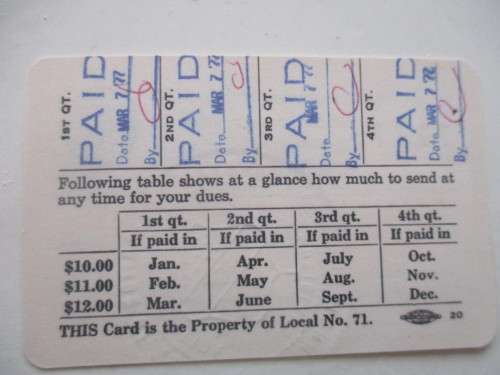 1ST QT. PAID Date MAR 7 '77 By
2ND QT. PAID Date MAR 7 '77 By
3RD QT. PAID Date MAR 7 '77 By
4TH QT. PAID Date MAR 7 '77 By
Following table shows at a glance how much to send at
any time for your dues.
1st qt. 2nd qt. 3rd qt. 4th qt.
If paid in If paid in If paid in If paid in
$10.00 Jan. Apr. July Oct.
$11.00 Feb. May Aug. Nov.
$12.00 Mar. June Sept. Dec.
THIS Card is the Property of Local No. 71. 20